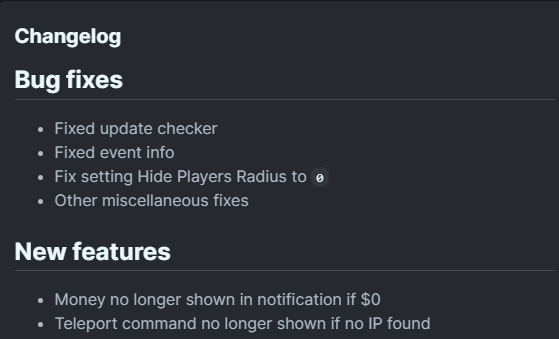 Changelog
Bug fixes
Fixed update checker
Fixed event info
Fix setting Hide Players Radius to 0
Other miscellaneous fixes
New features
Money no longer shown in notification if $0
Teleport command no longer shown if no IP found